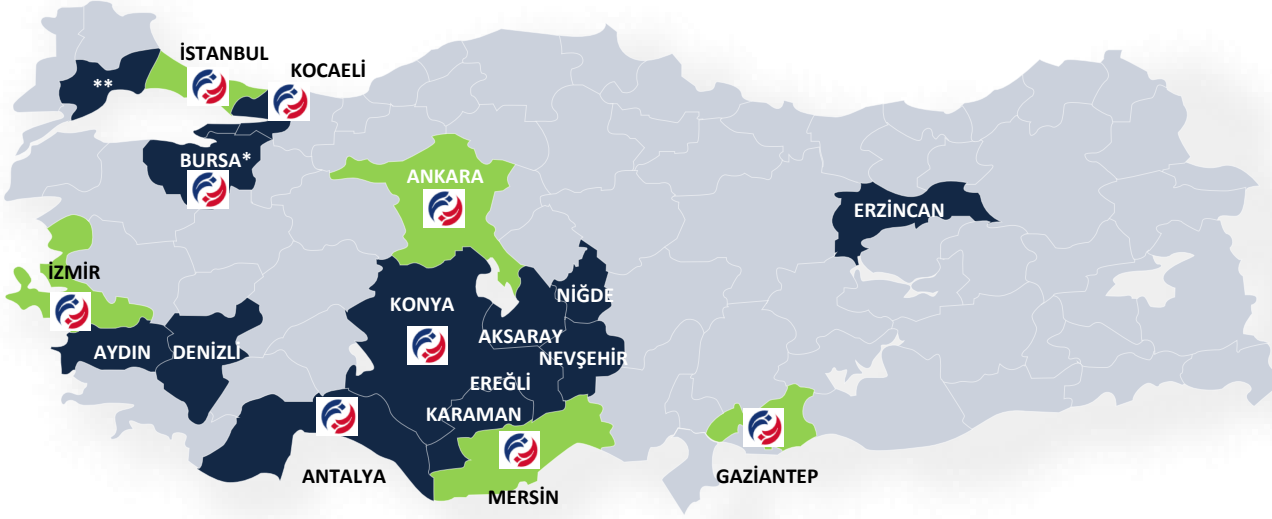 İSTANBUL
KOCAELİ
**
BURSA*
ANKARA
ERZİNCAN
İZMİR
NİĞDE
KONYA
AKSARAY
AYDIN
DENİZLİ
NEVŞEHİR
EREĞLİ
KARAMAN
ANTALYA
GAZİANTEP
MERSİN